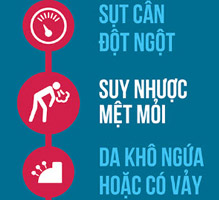 SỤT CÂN
ĐỘT NGỘT
SUY NHƯỢC
MỆT MỎI
DA KHÔ NGỨA
HOẶC CÓ VẢY